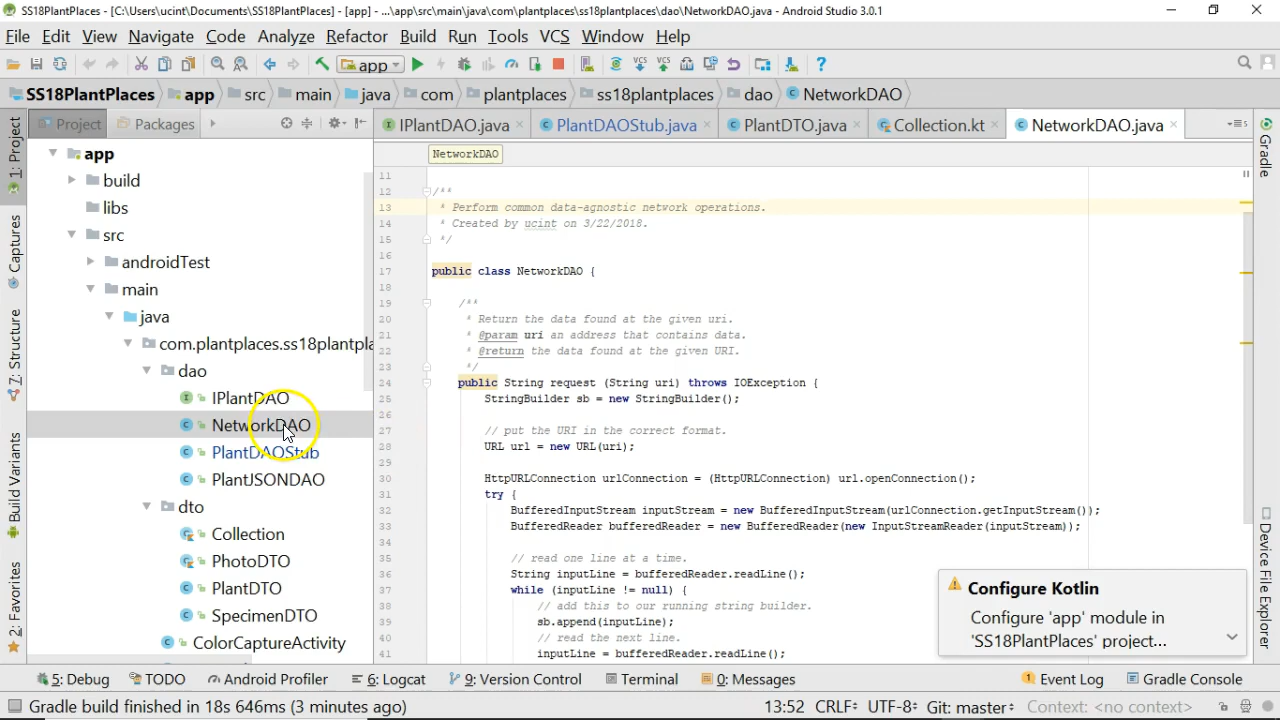 SS18PlantPlaces - [C:\Users\ucint\Documents\SS18PlantPlaces] - [app] - ...\app\src\main\java\com\plantplaces\ss18plantplaces\dao\NetworkDAO.java - Android Studio 3.0.1
File Edit View Navigate Code Analyze Refactor Build Run Tools VCS Window Help
app
SS18PlantPlaces app src main java com plantplaces ss18plantplaces dao NetworkDAO
Project Packages
IPlantDAO.java PlantDAOStub.java PlantDTO.java Collection.kt NetworkDAO.java
NetworkDAO
app
build
libs
src
androidTest
main
java
com.plantplaces.ss18plantpla
dao
IPlantDAO
NetworkDAO
PlantDAOStub
PlantJSONDAO
dto
Collection
PhotoDTO
PlantDTO
SpecimenDTO
ColorCaptureActivity
11
12 /**
13 * Perform common data-agnostic network operations.
14 * Created by ucint on 3/22/2018.
15 */
16
17 public class NetworkDAO {
18
19 /**
20 * Return the data found at the given uri.
21 * @param uri an address that contains data.
22 * @return the data found at the given URI.
23 */
24 public String request (String uri) throws IOException {
25 StringBuilder sb = new StringBuilder();
26
27 // put the URI in the correct format.
28 URL url = new URL(uri);
29
30 HttpURLConnection urlConnection = (HttpURLConnection) url.openConnection();
31 try {
32 BufferedInputStream inputStream = new BufferedInputStream(urlConnection.getInputStream());
33 BufferedReader bufferedReader = new BufferedReader(new InputStreamReader(inputStream));
34
35 // read one line at a time.
36 String inputLine = bufferedReader.readLine();
37 while (inputLine != null) {
38 // add this to our running string builder.
39 sb.append(inputLine);
40 // read the next line.
41 inputLine = bufferedReader.readLine();
Configure Kotlin
Configure 'app' module in
'SS18PlantPlaces' project...
1: Project
Captures
Z: Structure
Build Variants
2: Favorites
Gradle
Device File Explorer
5: Debug TODO Android Profiler 6: Logcat 9: Version Control Terminal 0: Messages 1 Event Log Gradle Console
Gradle build finished in 18s 646ms (3 minutes ago) 13:52 CRLF UTF-8 Git: master Context: <no context>